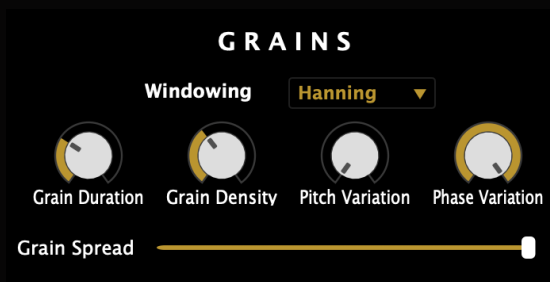 GRAINS
Windowing Hanning
Grain Duration Grain Density Pitch Variation Phase Variation
Grain Spread